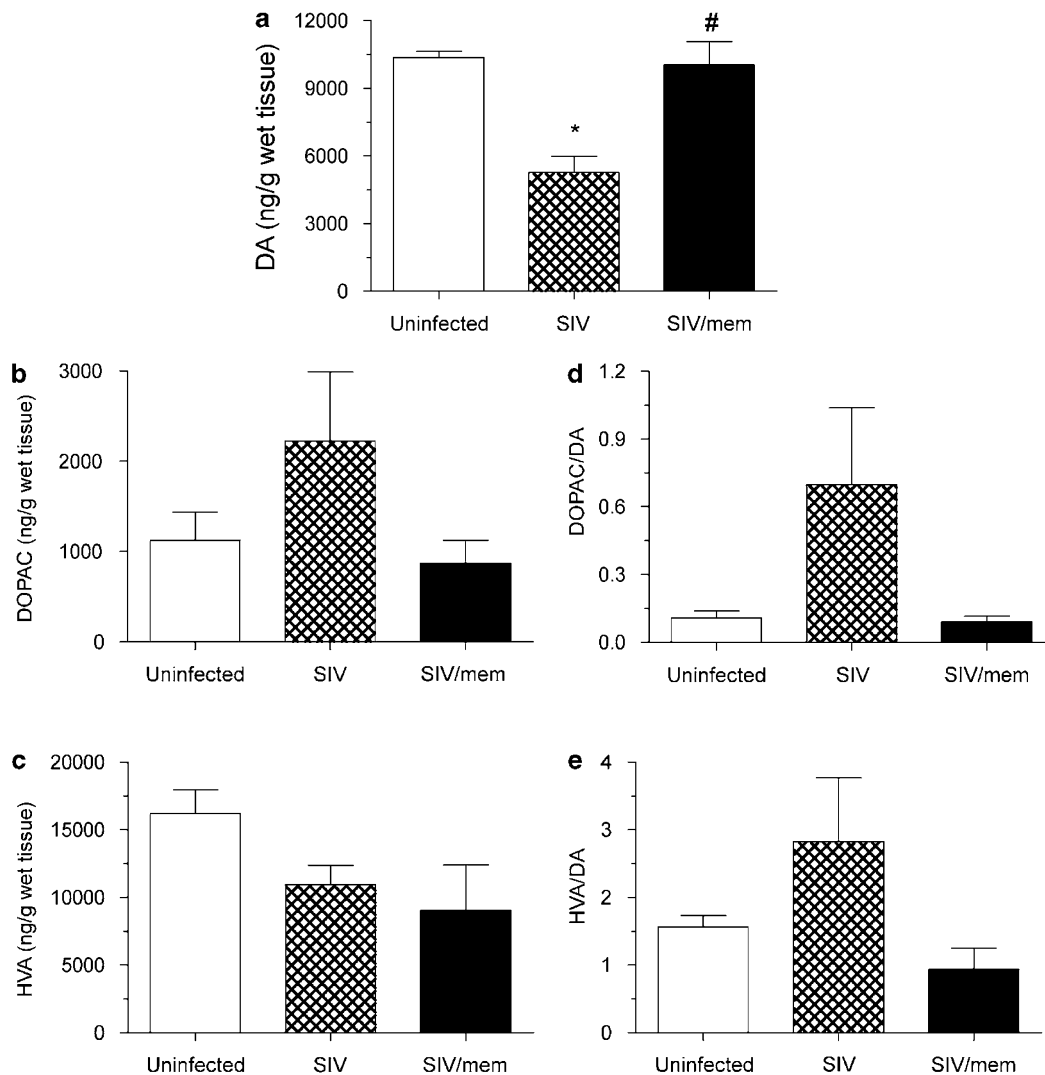 a
12000
9000
6000
3000
0
DA (ng/g wet tissue)
*
#
Uninfected SIV SIV/mem
b
3000
2000
1000
0
DOPAC (ng/g wet tissue)
Uninfected SIV SIV/mem
d
1.2
0.9
0.6
0.3
0.0
DOPAC/DA
Uninfected SIV SIV/mem
c
20000
15000
10000
5000
0
HVA (ng/g wet tissue)
Uninfected SIV SIV/mem
e
4
3
2
1
0
HVA/DA
Uninfected SIV SIV/mem